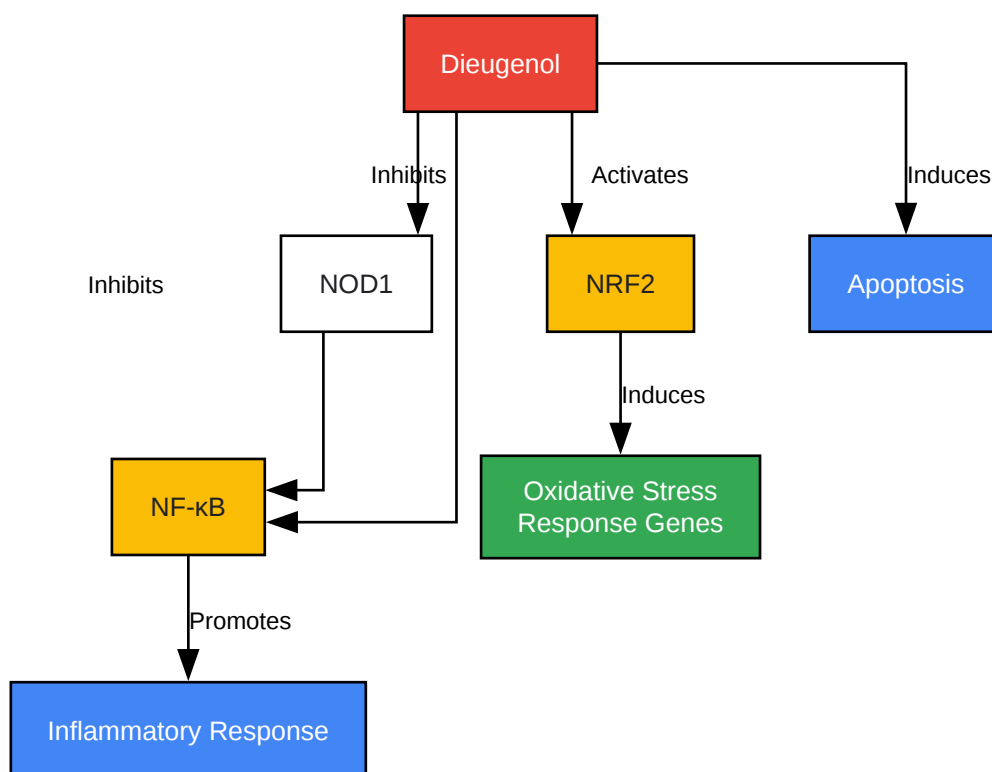 Dieugenol
Inhibits
Activates
Induces
Inhibits
NOD1
NRF2
Apoptosis
Induces
NF-κB
Oxidative Stress
Response Genes
Promotes
Inflammatory Response